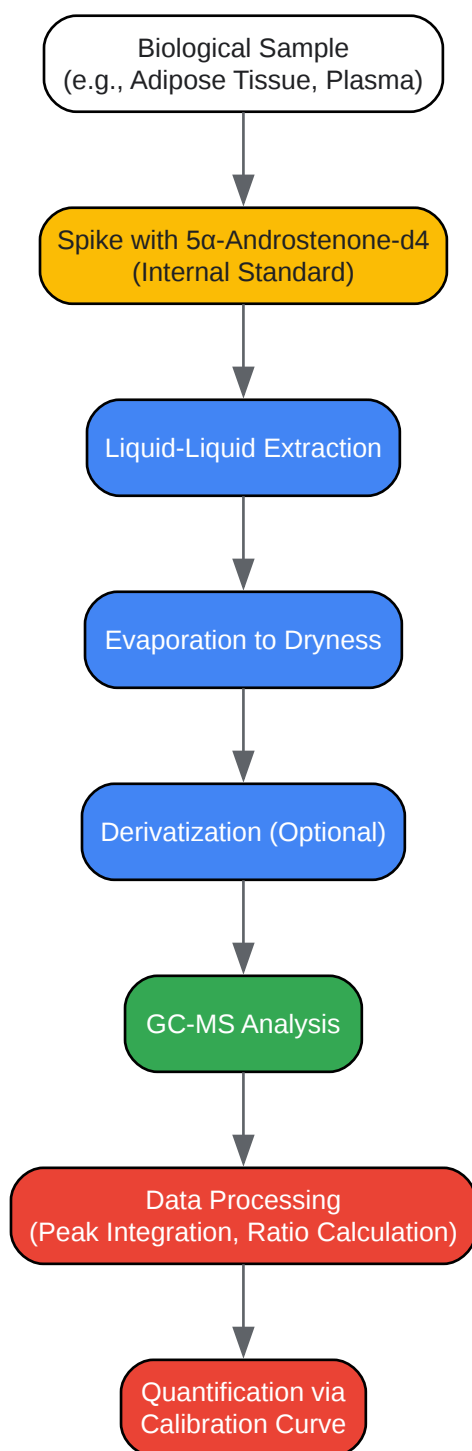 Biological Sample
(e.g., Adipose Tissue, Plasma)
Spike with 5α-Androstenone-d4
(Internal Standard)
Liquid-Liquid Extraction
Evaporation to Dryness
Derivatization (Optional)
GC-MS Analysis
Data Processing
(Peak Integration, Ratio Calculation)
Quantification via
Calibration Curve